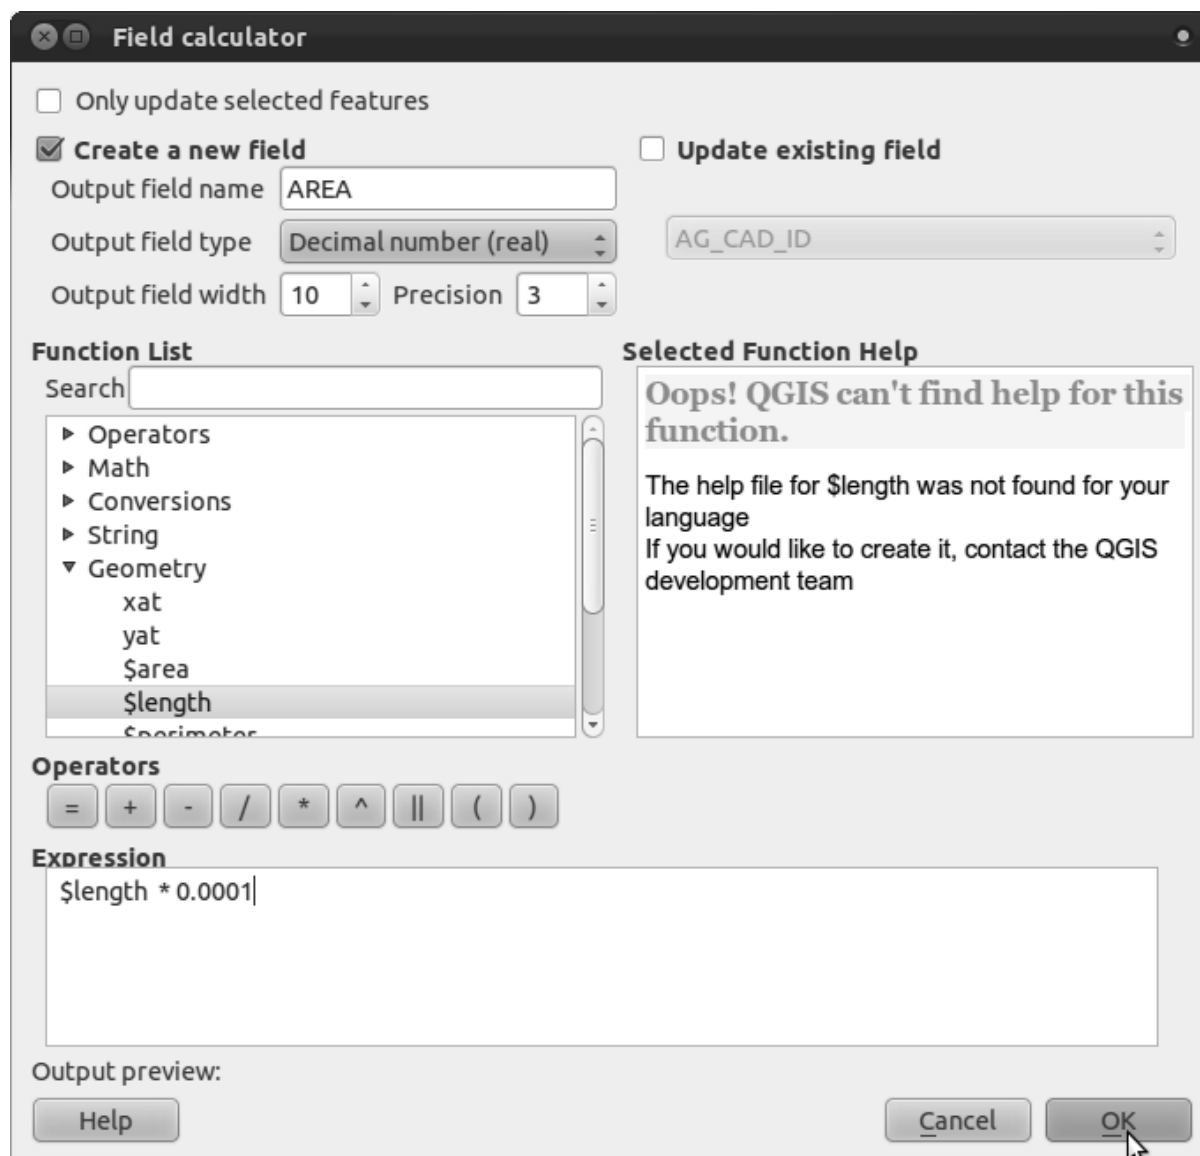 Field calculator
Only update selected features
Create a new field
Update existing field
Output field name AREA
Output field type Decimal number (real)
AG_CAD_ID
Output field width 10 Precision 3
Function List
Search
Operators
Math
Conversions
String
Geometry
xat
yat
$area
$length
$perimeter
Selected Function Help
Oops! QGIS can't find help for this
function.
The help file for $length was not found for your
language
If you would like to create it, contact the QGIS
development team
Operators
= + - / * ^ || ( )
Expression
$length * 0.0001
Output preview:
Help Cancel OK